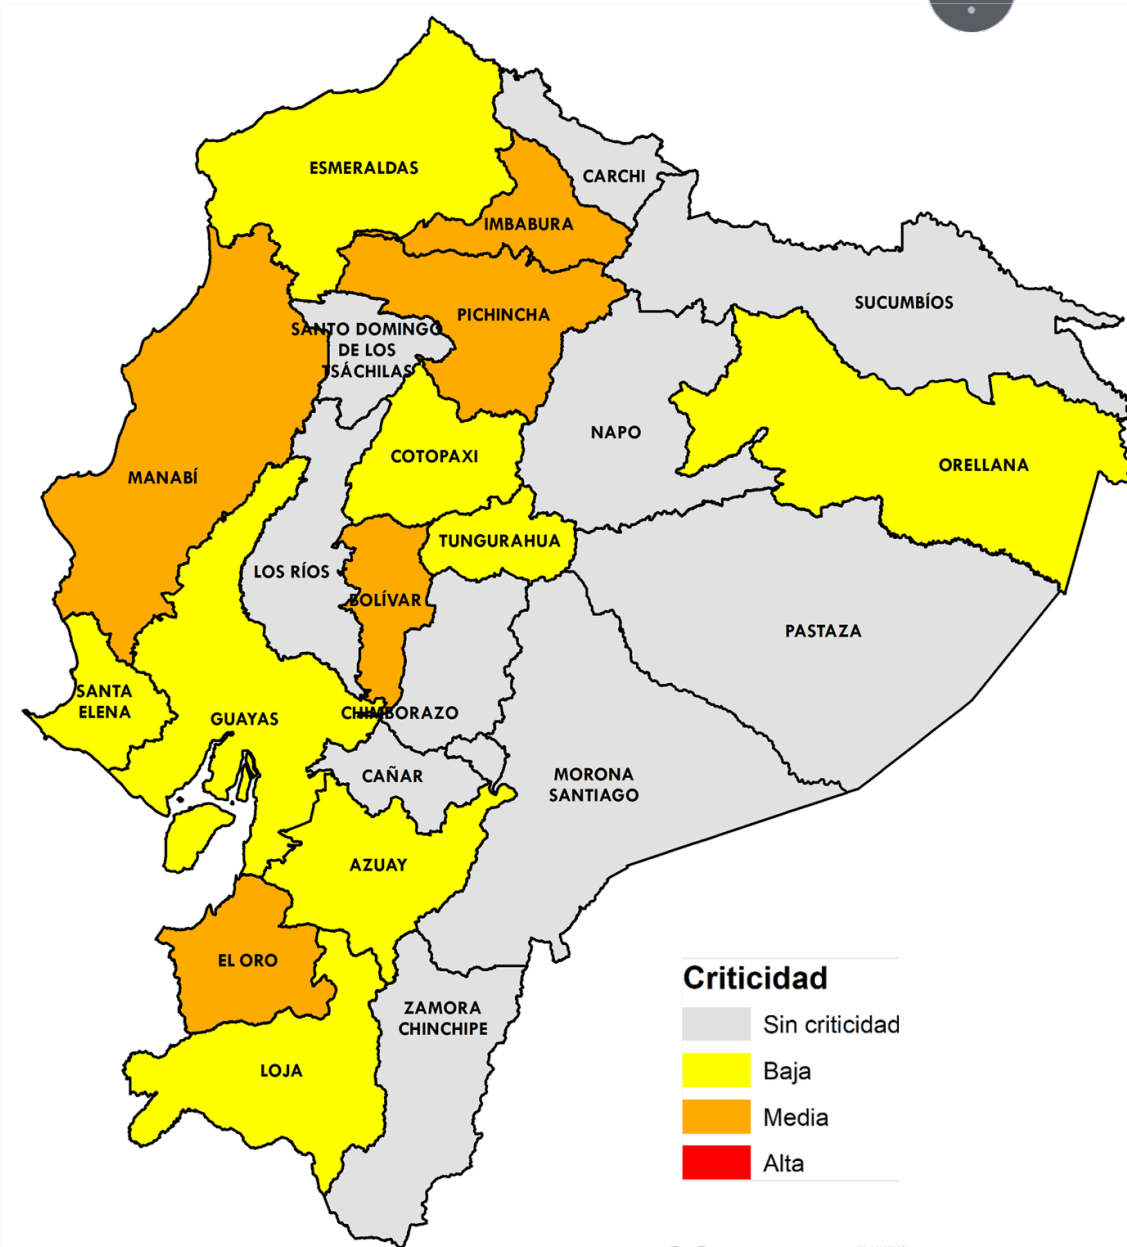 ESMERALDAS
CARCHI
IMBABURA
SUCUMBÍOS
PICHINCHA
SANTO DOMINGO
DE LOS
TSÁCHILAS
NAPO
COTOPAXI
ORELLANA
MANABÍ
TUNGURAHUA
LOS RÍOS
BOLÍVAR
PASTAZA
SANTA
ELENA
GUAYAS
CHIMBORAZO
CAÑAR
MORONA
SANTIAGO
AZUAY
EL ORO
ZAMORA
CHINCHIPE
LOJA
Criticidad
Sin criticidad
Baja
Media
Alta